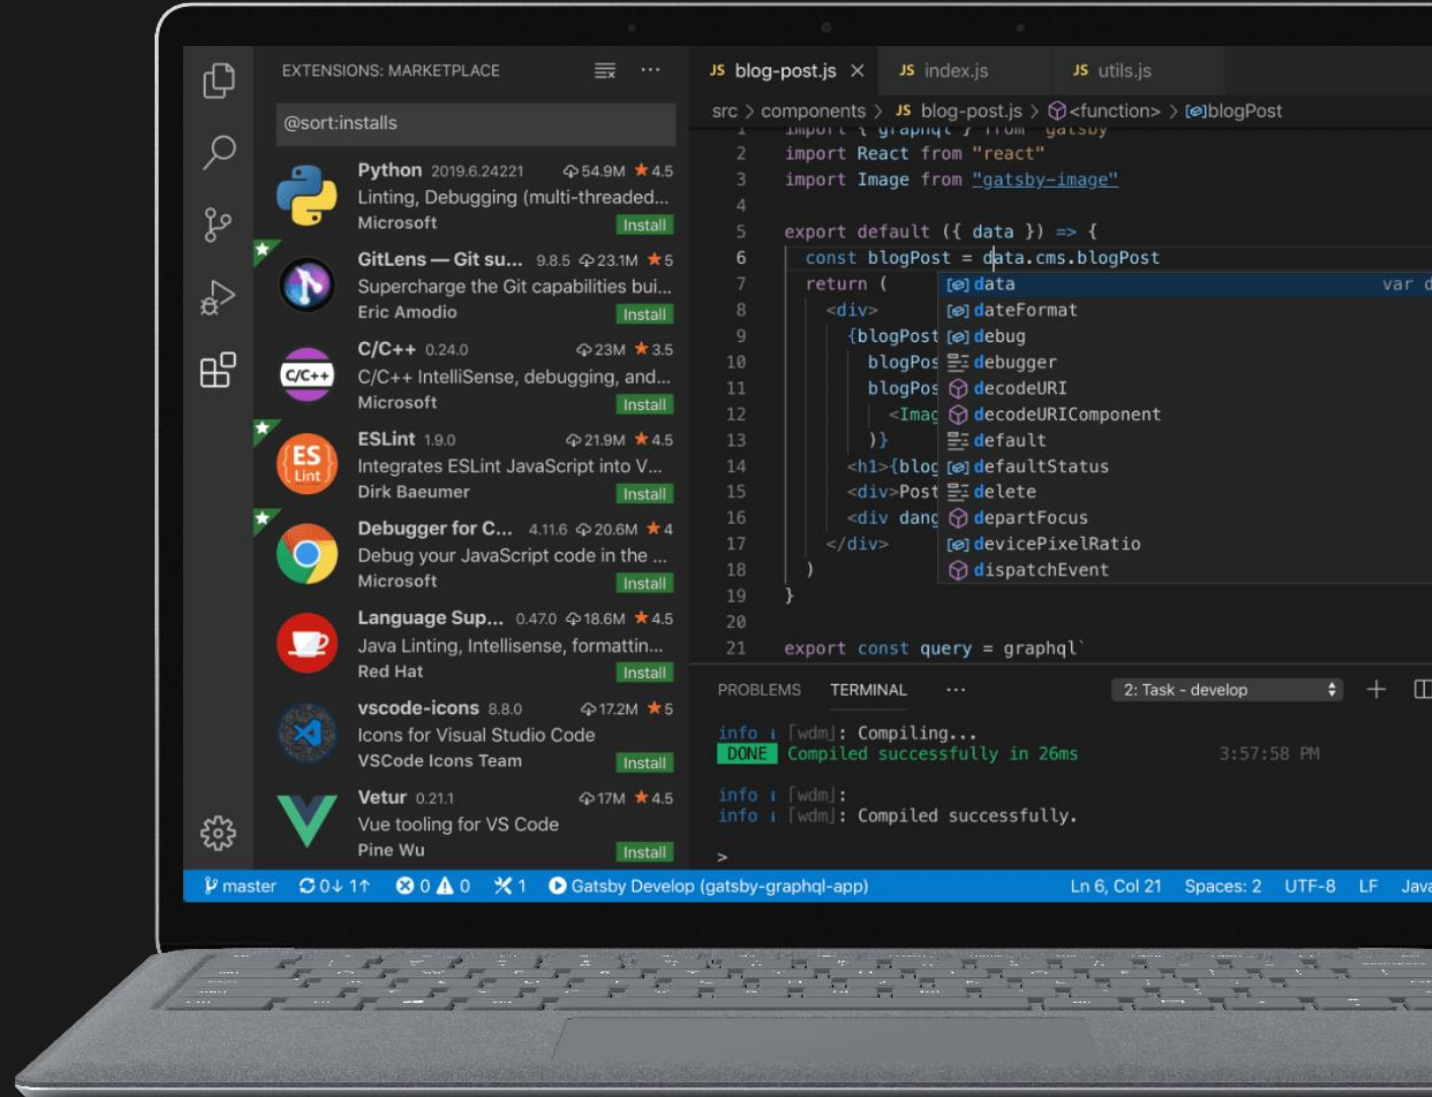 EXTENSIONS: MARKETPLACE
@sort:installs
Python 2019.6.24221 54.9M ★ 4.5
Linting, Debugging (multi-threaded...
Microsoft Install
GitLens — Git su... 9.8.5 23.1M ★ 5
Supercharge the Git capabilities bui...
Eric Amodio Install
C/C++
C/C++ 0.24.0 23M ★ 3.5
C/C++ IntelliSense, debugging, and...
Microsoft Install
ES
Lint
ESLint 1.9.0 21.9M ★ 4.5
Integrates ESLint JavaScript into V...
Dirk Baeumer Install
Debugger for C... 4.11.6 20.6M ★ 4
Debug your JavaScript code in the ...
Microsoft Install
Language Sup... 0.47.0 18.6M ★ 4.5
Java Linting, Intellisense, formattin...
Red Hat Install
vscode-icons 8.8.0 17.2M ★ 5
Icons for Visual Studio Code
VSCode Icons Team Install
Vetur 0.21.1 17M ★ 4.5
Vue tooling for VS Code
Pine Wu Install
JS blog-post.js × JS index.js JS utils.js
src > components > JS blog-post.js > <function> > blogPost
1 import { graphql } from "gatsby"
2 import React from "react"
3 import Image from "gatsby-image"
4
5 export default ({ data }) => {
6 const blogPost = data.cms.blogPost
7 return (
8 <div>
9 {blogPost
10 blogPos
11 blogPos
12 <Imag
13 )}
14 <h1>{blog
15 <div>Post
16 <div dang
17 </div>
18 )
19 }
20
21 export const query = graphql`
data var d
dateFormat
debug
debugger
decodeURI
decodeURIComponent
default
defaultStatus
delete
departFocus
devicePixelRatio
dispatchEvent
PROBLEMS TERMINAL ··· 2: Task - develop
info i ｢wdm｣: Compiling...
DONE Compiled successfully in 26ms 3:57:58 PM
info i ｢wdm｣:
info i ｢wdm｣: Compiled successfully.
>
master 0↓ 1↑ 0 0 1 Gatsby Develop (gatsby-graphql-app) Ln 6, Col 21 Spaces: 2 UTF-8 LF Java